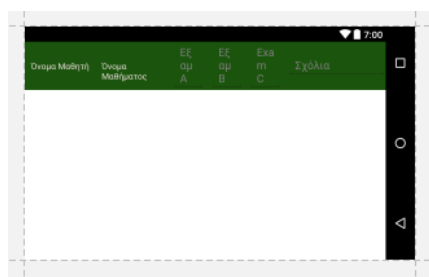 7:00
Όνομα Μαθητή
Όνομα
Μαθήματος
Εξ
αμ
A
Εξ
αμ
B
Exa
m
C
Σχόλια